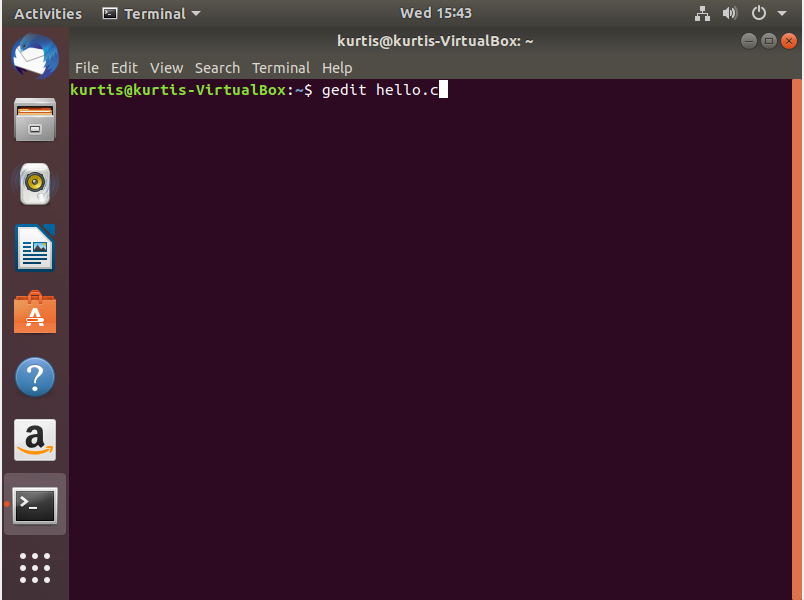 Activities Terminal Wed 15:43
kurtis@kurtis-VirtualBox: ~
File Edit View Search Terminal Help
kurtis@kurtis-VirtualBox:~$ gedit hello.c